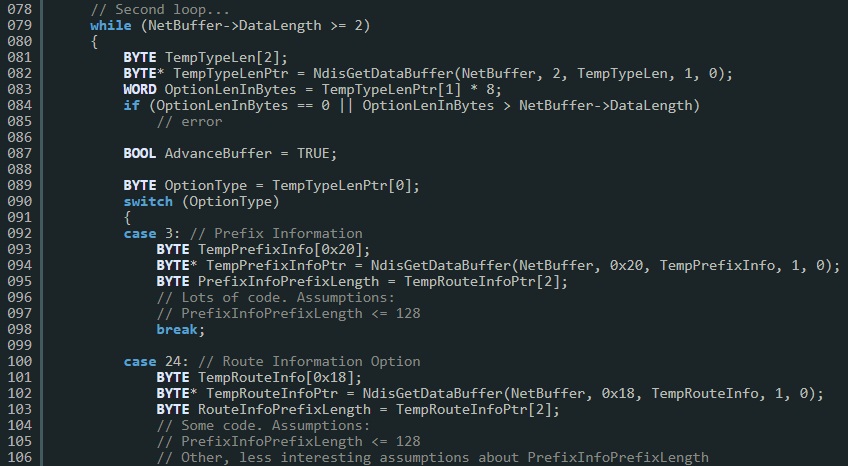 078 // Second loop...
079 while (NetBuffer->DataLength >= 2)
080 {
081 BYTE TempTypeLen[2];
082 BYTE* TempTypeLenPtr = NdisGetDataBuffer(NetBuffer, 2, TempTypeLen, 1, 0);
083 WORD OptionLenInBytes = TempTypeLenPtr[1] * 8;
084 if (OptionLenInBytes == 0 || OptionLenInBytes > NetBuffer->DataLength)
085 // error
086
087 BOOL AdvanceBuffer = TRUE;
088
089 BYTE OptionType = TempTypeLenPtr[0];
090 switch (OptionType)
091 {
092 case 3: // Prefix Information
093 BYTE TempPrefixInfo[0x20];
094 BYTE* TempPrefixInfoPtr = NdisGetDataBuffer(NetBuffer, 0x20, TempPrefixInfo, 1, 0);
095 BYTE PrefixInfoPrefixLength = TempRouteInfoPtr[2];
096 // Lots of code. Assumptions:
097 // PrefixInfoPrefixLength <= 128
098 break;
099
100 case 24: // Route Information Option
101 BYTE TempRouteInfo[0x18];
102 BYTE* TempRouteInfoPtr = NdisGetDataBuffer(NetBuffer, 0x18, TempRouteInfo, 1, 0);
103 BYTE RouteInfoPrefixLength = TempRouteInfoPtr[2];
104 // Some code. Assumptions:
105 // PrefixInfoPrefixLength <= 128
106 // Other, less interesting assumptions about PrefixInfoPrefixLength